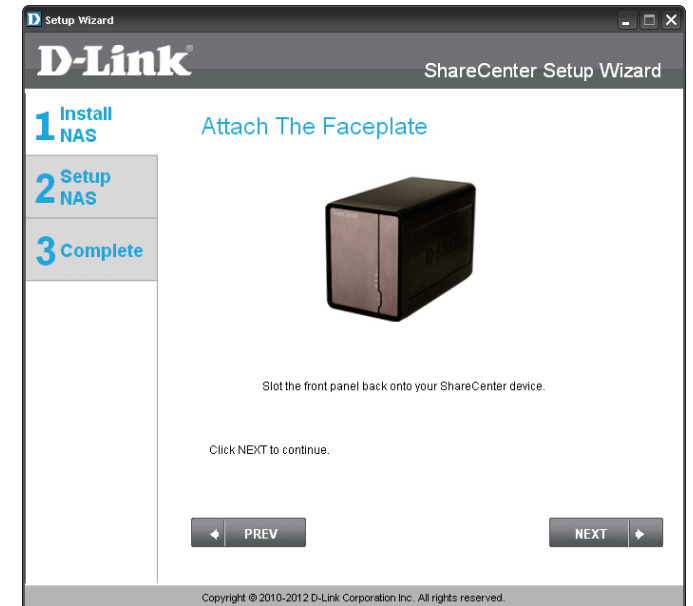 Setup Wizard
D-Link®
ShareCenter Setup Wizard
1 Install
NAS
2 Setup
NAS
3 Complete
Attach The Faceplate
D-Link
Slot the front panel back onto your ShareCenter device.
Click NEXT to continue.
PREV
NEXT
Copyright © 2010-2012 D-Link Corporation Inc. All rights reserved.